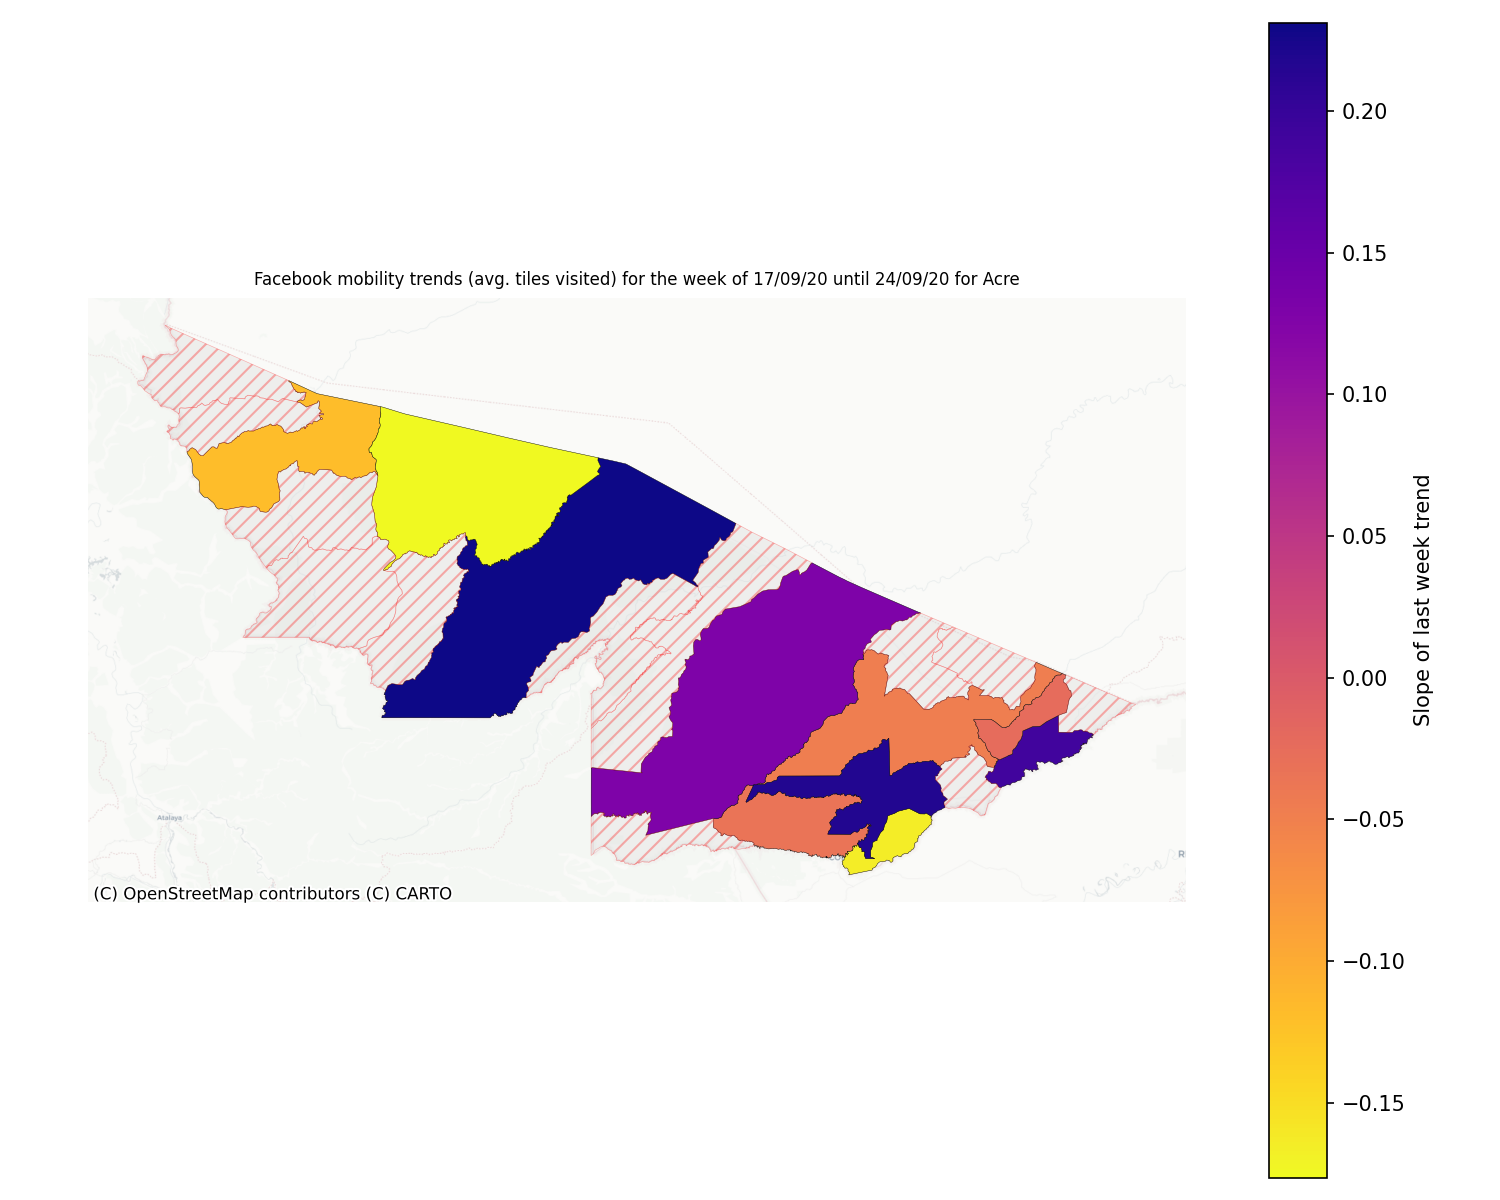 Facebook mobility trends (avg. tiles visited) for the week of 17/09/20 until 24/09/20 for Acre
0.20
0.15
0.10
0.05
0.00
−0.05
−0.10
−0.15
Slope of last week trend
Atalaya
(C) OpenStreetMap contributors (C) CARTO